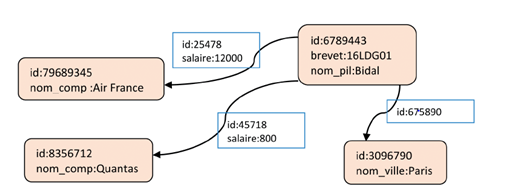 id:25478
salaire:12000
id:6789443
brevet:16LDG01
nom_pil:Bidal
id:79689345
nom_comp :Air France
id:675890
id:45718
salaire:800
id:8356712
nom_comp:Quantas
id:3096790
nom_ville:Paris